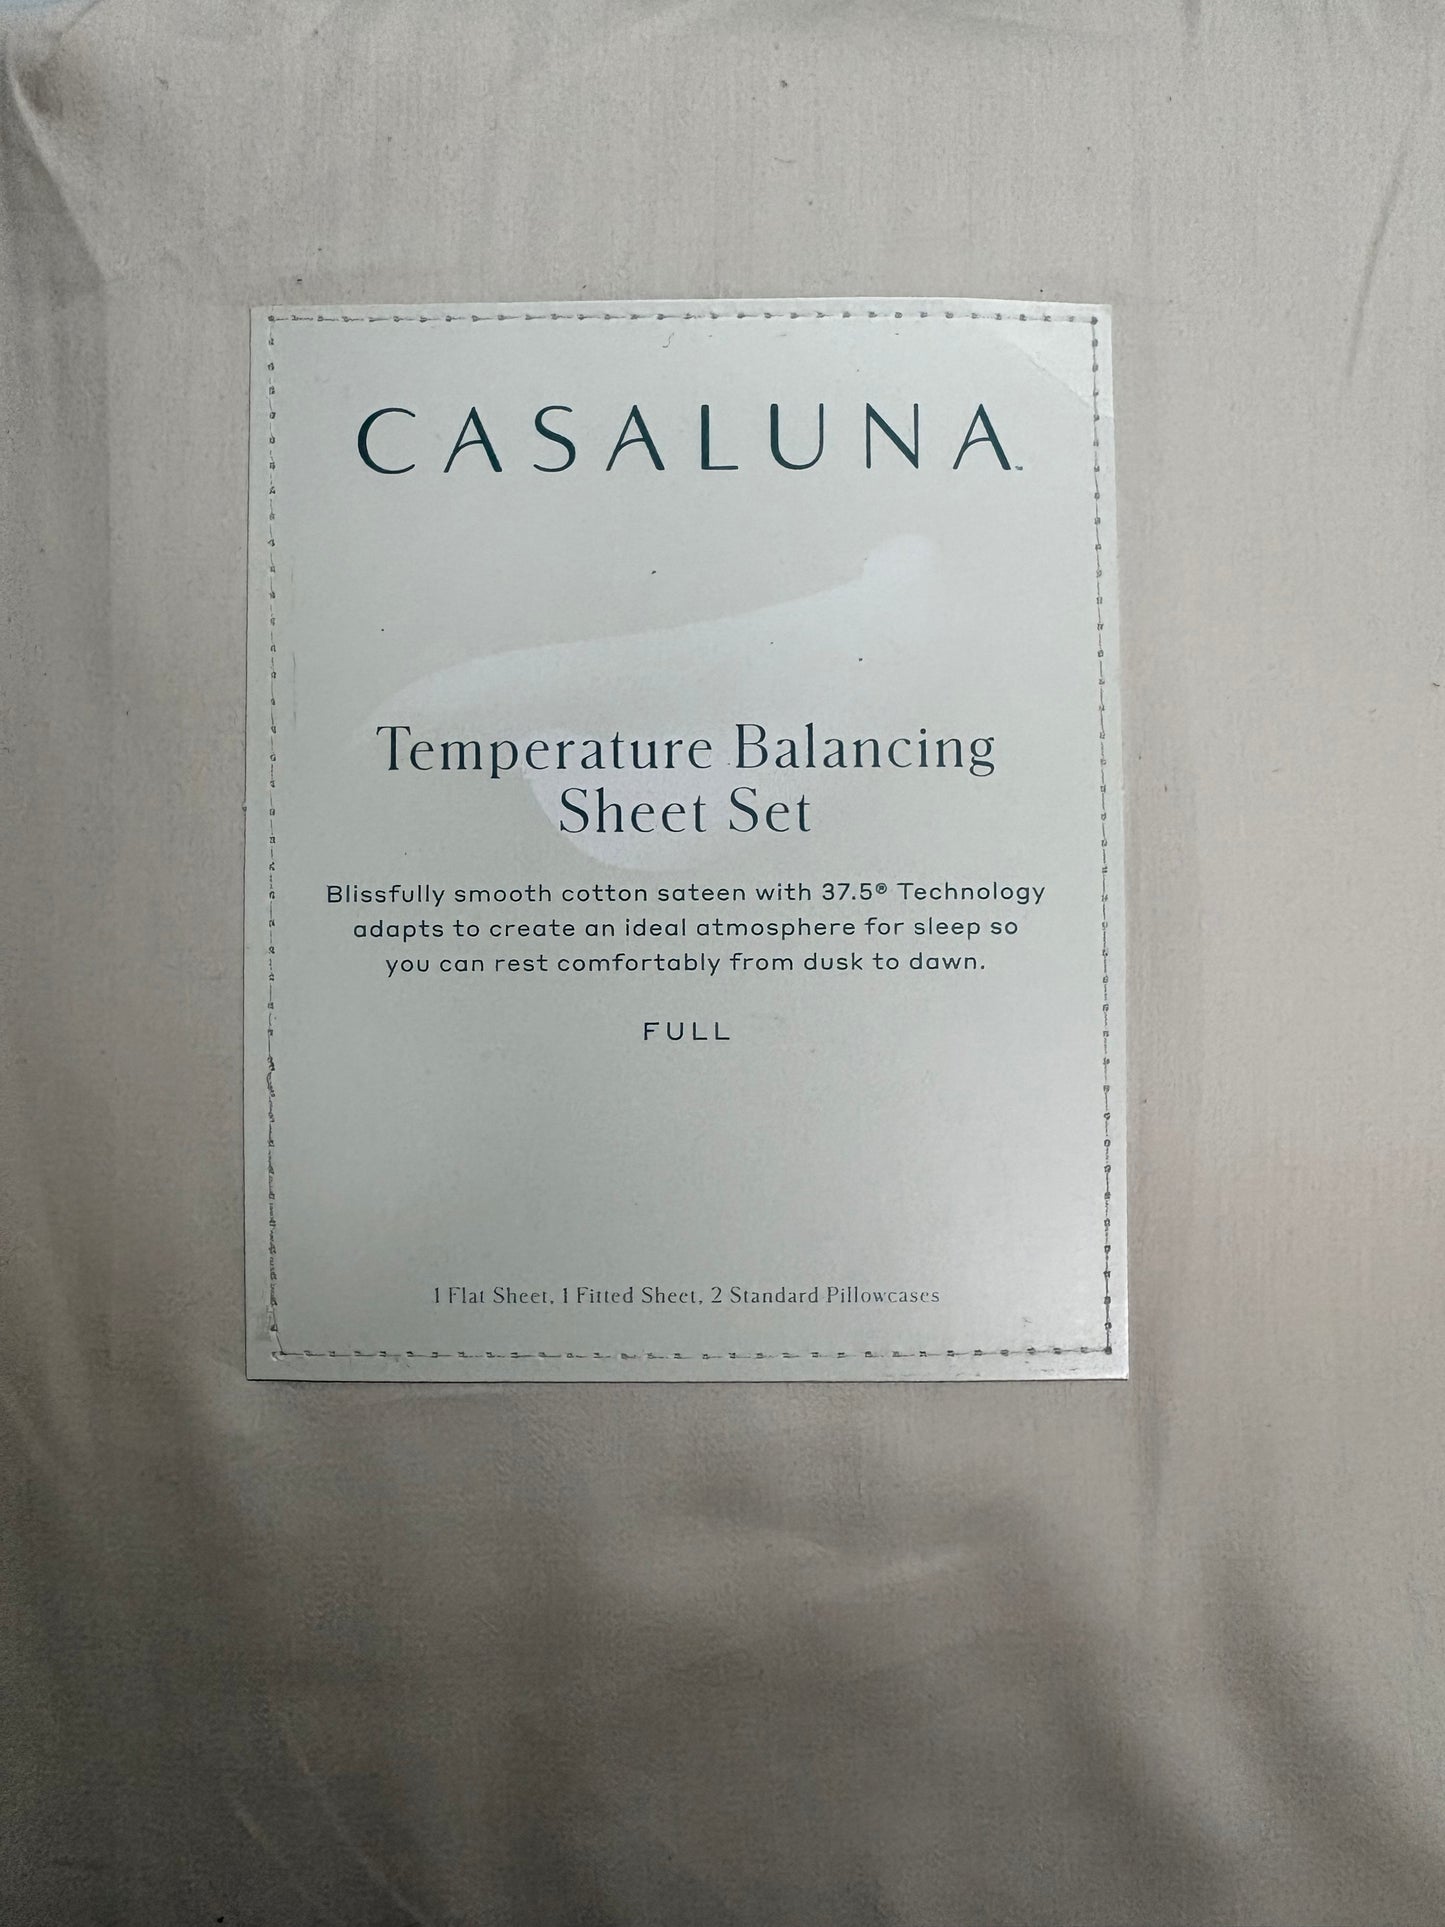 CASALUNA™
Temperature Balancing
Sheet Set
Blissfully smooth cotton sateen with 37.5® Technology
adapts to create an ideal atmosphere for sleep so
you can rest comfortably from dusk to dawn.
FULL
1 Flat Sheet, 1 Fitted Sheet, 2 Standard Pillowcases